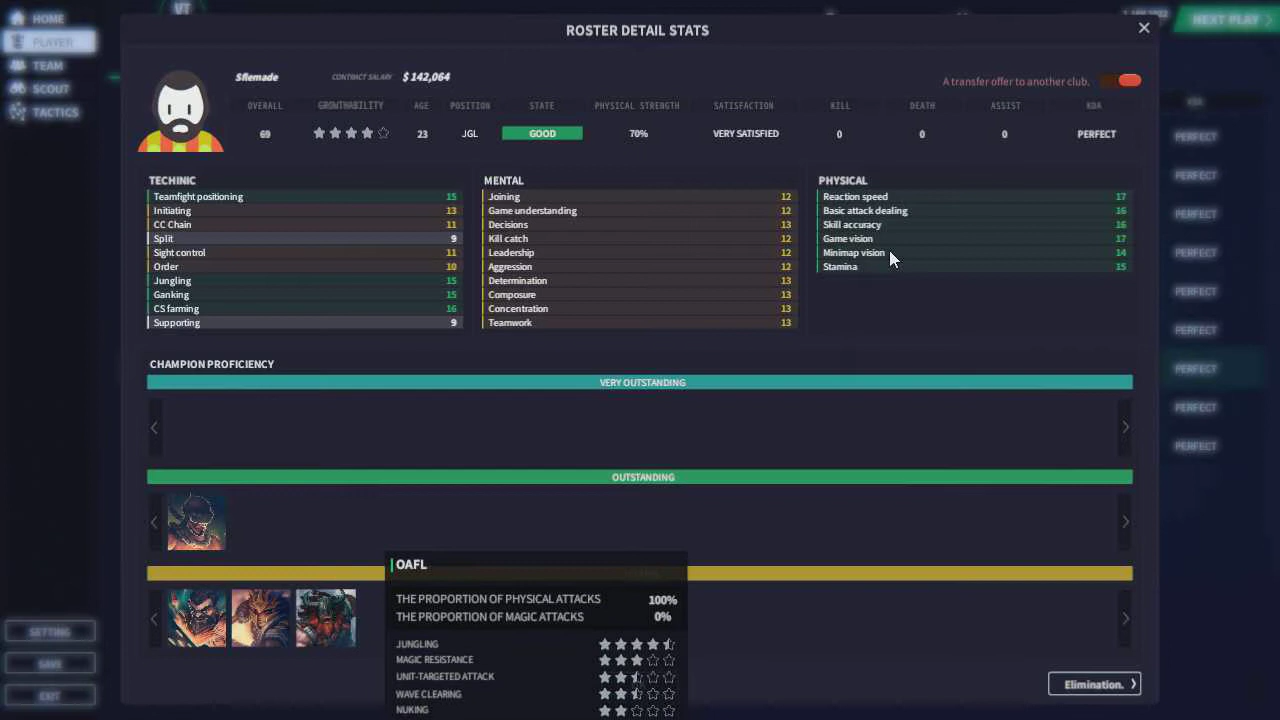 HOME
VT
ROSTER DETAIL STATS
NEXT PLAY
PLAYER
TEAM
SCOUT
TACTICS
Sfiemade
CONTRACT SALARY
$ 142,064
A transfer offer to another club.
OVERALL
GROWTHABILITY
AGE
POSITION
STATE
PHYSICAL STRENGTH
SATISFACTION
KILL
DEATH
ASSIST
KDA
69
23
JGL
GOOD
70%
VERY SATISFIED
0
0
0
PERFECT
TECHINIC
Teamfight positioning 15
Initiating 13
CC Chain 11
Split 9
Sight control 11
Order 10
Jungling 15
Ganking 15
CS farming 16
Supporting 9
MENTAL
Joining 12
Game understanding 12
Decisions 13
Kill catch 12
Leadership 12
Aggression 12
Determination 13
Composure 13
Concentration 13
Teamwork 13
PHYSICAL
Reaction speed 17
Basic attack dealing 16
Skill accuracy 16
Game vision 17
Minimap vision 14
Stamina 15
KDA
PERFECT
PERFECT
PERFECT
PERFECT
PERFECT
PERFECT
PERFECT
PERFECT
PERFECT
CHAMPION PROFICIENCY
VERY OUTSTANDING
OUTSTANDING
OAFL
THE PROPORTION OF PHYSICAL ATTACKS 100%
THE PROPORTION OF MAGIC ATTACKS 0%
JUNGLING
MAGIC RESISTANCE
UNIT-TARGETED ATTACK
WAVE CLEARING
NUKING
SETTING
SAVE
EXIT
Elimination.